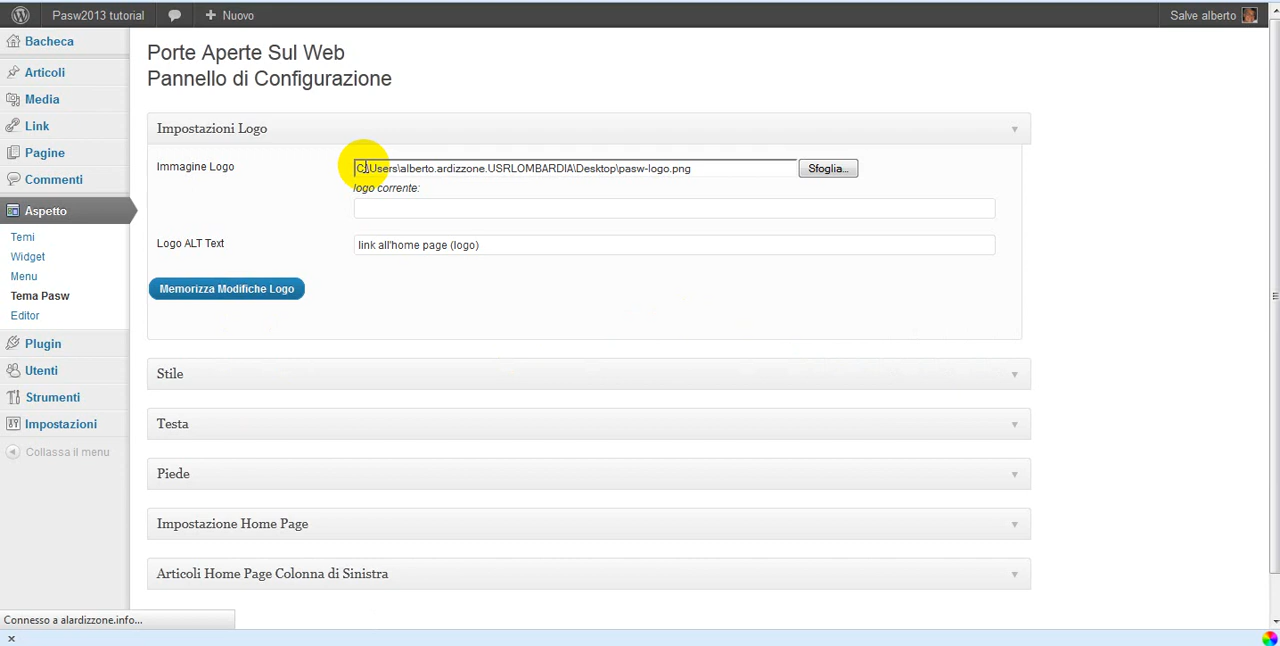 Pasw2013 tutorial
Nuovo
Salve alberto
Bacheca
Articoli
Media
Link
Pagine
Commenti
Aspetto
Temi
Widget
Menu
Tema Pasw
Editor
Plugin
Utenti
Strumenti
Impostazioni
Collassa il menu
Porte Aperte Sul Web
Pannello di Configurazione
Impostazioni Logo
Immagine Logo
C:\Users\alberto.ardizzone.USRLOMBARDIA\Desktop\pasw-logo.png
Sfoglia...
logo corrente:
Logo ALT Text
link all'home page (logo)
Memorizza Modifiche Logo
Stile
Testa
Piede
Impostazione Home Page
Articoli Home Page Colonna di Sinistra
Connesso a alardizzone.info...